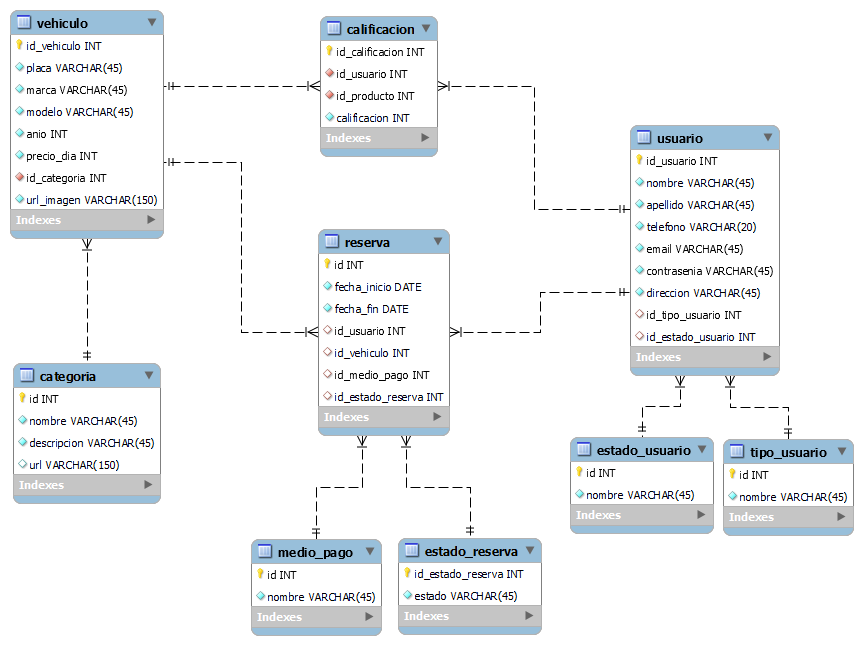 vehiculo
id_vehiculo INT
placa VARCHAR(45)
marca VARCHAR(45)
modelo VARCHAR(45)
anio INT
precio_dia INT
id_categoria INT
url_imagen VARCHAR(150)
Indexes
calificacion
id_calificacion INT
id_usuario INT
id_producto INT
calificacion INT
Indexes
usuario
id_usuario INT
nombre VARCHAR(45)
apellido VARCHAR(45)
telefono VARCHAR(20)
email VARCHAR(45)
contrasenia VARCHAR(45)
direccion VARCHAR(45)
id_tipo_usuario INT
id_estado_usuario INT
Indexes
reserva
id INT
fecha_inicio DATE
fecha_fin DATE
id_usuario INT
id_vehiculo INT
id_medio_pago INT
id_estado_reserva INT
Indexes
categoria
id INT
nombre VARCHAR(45)
descripcion VARCHAR(45)
url VARCHAR(150)
Indexes
estado_usuario
id INT
nombre VARCHAR(45)
Indexes
tipo_usuario
id INT
nombre VARCHAR(45)
Indexes
medio_pago
id INT
nombre VARCHAR(45)
Indexes
estado_reserva
id_estado_reserva INT
estado VARCHAR(45)
Indexes